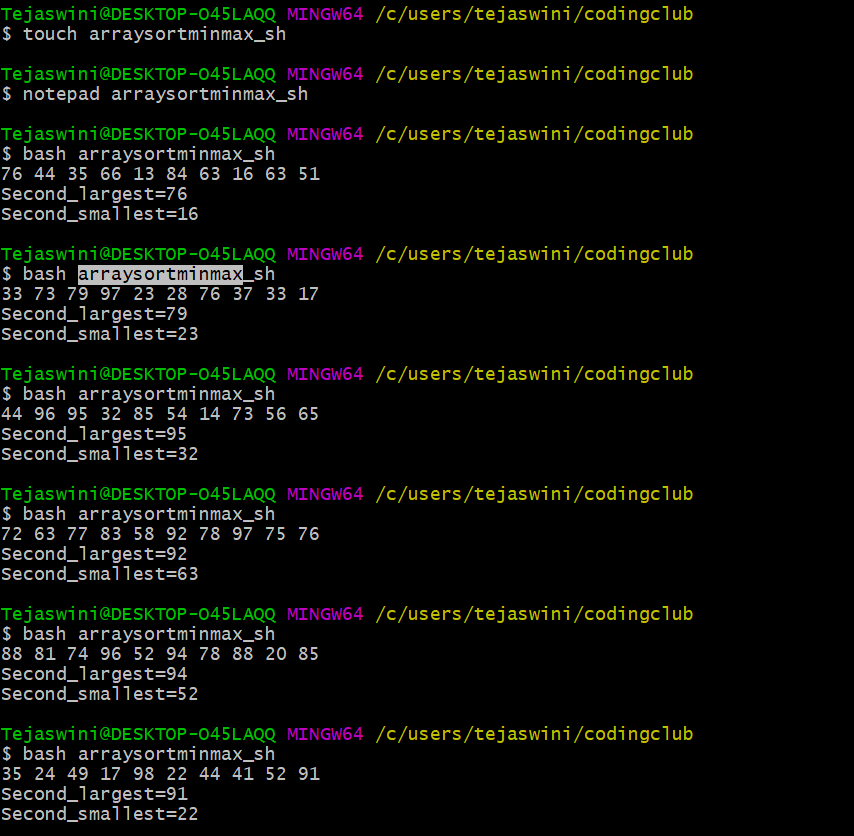 Tejaswini@DESKTOP-O45LAQQ MINGW64 /c/users/tejaswini/codingclub
$ touch arraysortminmax_sh
Tejaswini@DESKTOP-O45LAQQ MINGW64 /c/users/tejaswini/codingclub
$ notepad arraysortminmax_sh
Tejaswini@DESKTOP-O45LAQQ MINGW64 /c/users/tejaswini/codingclub
$ bash arraysortminmax_sh
76 44 35 66 13 84 63 16 63 51
Second_largest=76
Second_smallest=16
Tejaswini@DESKTOP-O45LAQQ MINGW64 /c/users/tejaswini/codingclub
$ bash arraysortminmax_sh
33 73 79 97 23 28 76 37 33 17
Second_largest=79
Second_smallest=23
Tejaswini@DESKTOP-O45LAQQ MINGW64 /c/users/tejaswini/codingclub
$ bash arraysortminmax_sh
44 96 95 32 85 54 14 73 56 65
Second_largest=95
Second_smallest=32
Tejaswini@DESKTOP-O45LAQQ MINGW64 /c/users/tejaswini/codingclub
$ bash arraysortminmax_sh
72 63 77 83 58 92 78 97 75 76
Second_largest=92
Second_smallest=63
Tejaswini@DESKTOP-O45LAQQ MINGW64 /c/users/tejaswini/codingclub
$ bash arraysortminmax_sh
88 81 74 96 52 94 78 88 20 85
Second_largest=94
Second_smallest=52
Tejaswini@DESKTOP-O45LAQQ MINGW64 /c/users/tejaswini/codingclub
$ bash arraysortminmax_sh
35 24 49 17 98 22 44 41 52 91
Second_largest=91
Second_smallest=22